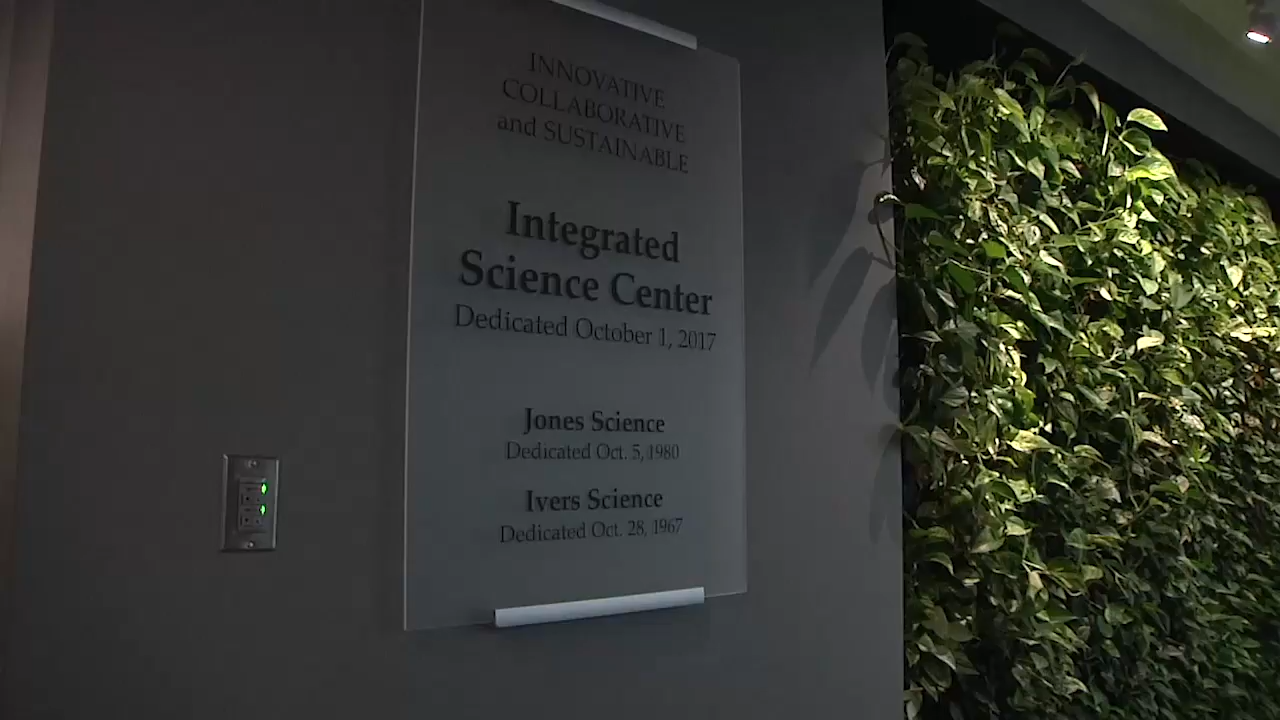 INNOVATIVE
COLLABORATIVE
and SUSTAINABLE
Integrated
Science Center
Dedicated October 1, 2017
Jones Science
Dedicated Oct. 5, 1980
Ivers Science
Dedicated Oct. 28, 1967